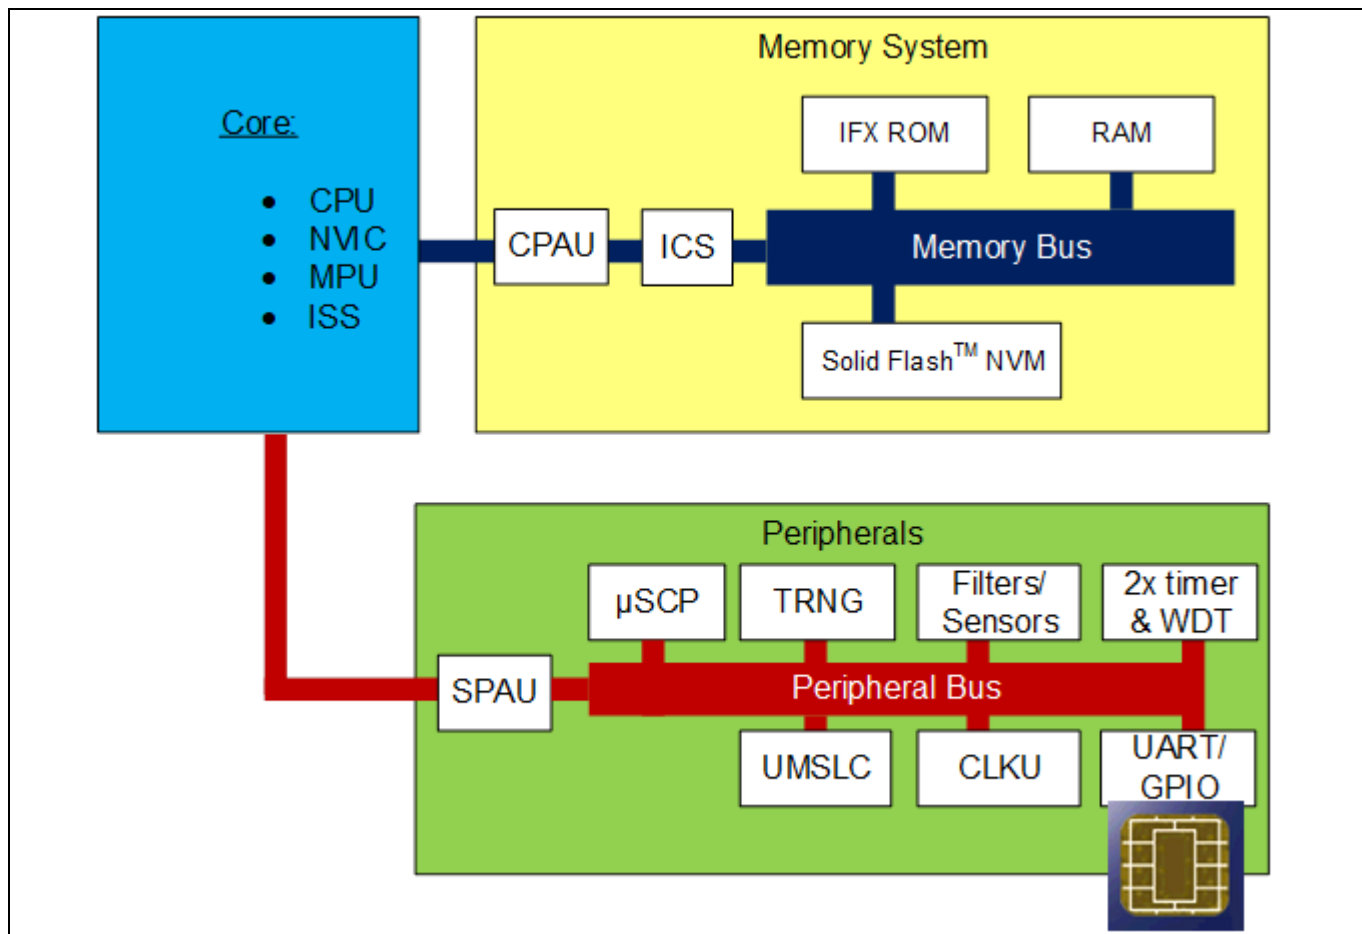 Core:
• CPU
• NVIC
• MPU
• ISS
Memory System
IFX ROM
RAM
CPAU
ICS
Memory Bus
Solid Flash™ NVM
Peripherals
µSCP
TRNG
Filters/
Sensors
2x timer
& WDT
SPAU
Peripheral Bus
UMSLC
CLKU
UART/
GPIO